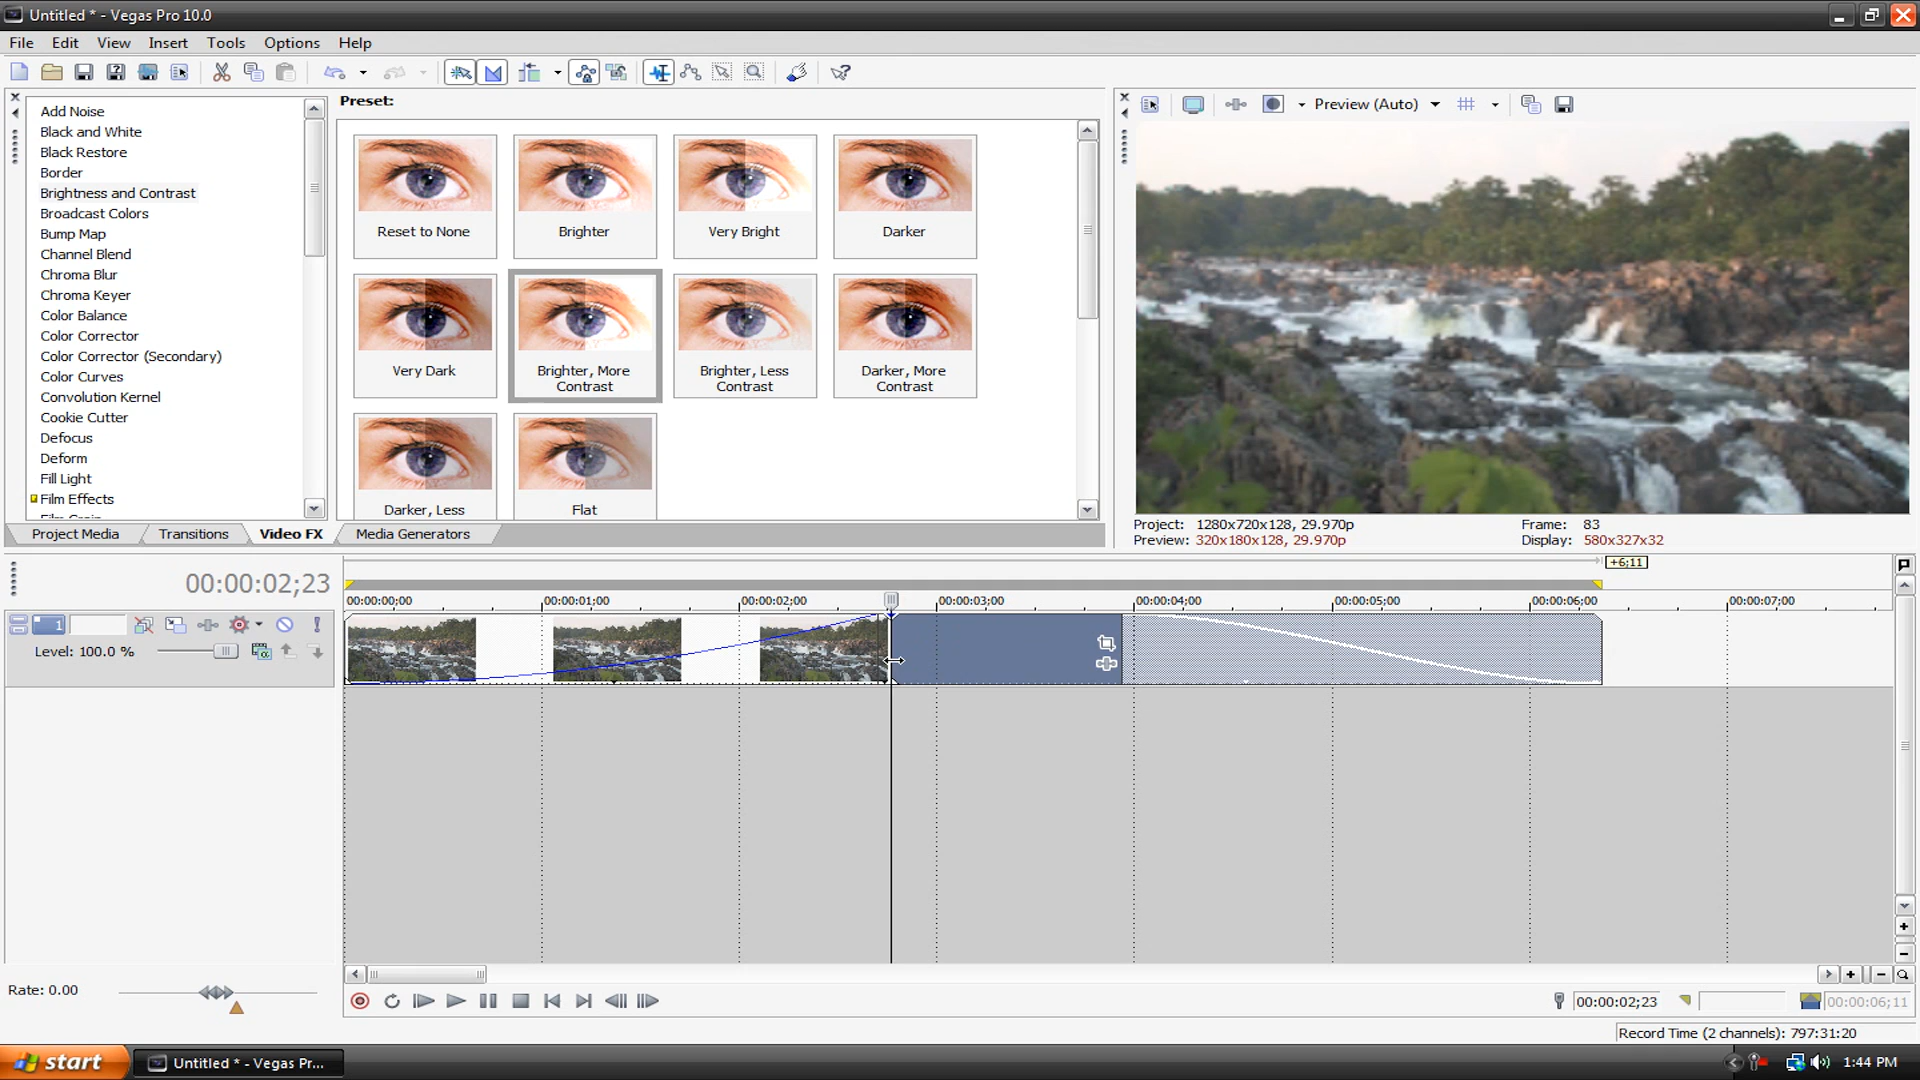 Untitled * - Vegas Pro 10.0
File Edit View Insert Tools Options Help
Add Noise
Black and White
Black Restore
Border
Brightness and Contrast
Broadcast Colors
Bump Map
Channel Blend
Chroma Blur
Chroma Keyer
Color Balance
Color Corrector
Color Corrector (Secondary)
Color Curves
Convolution Kernel
Cookie Cutter
Defocus
Deform
Fill Light
Film Effects
Film Grain
Preset:
Reset to None
Brighter
Very Bright
Darker
Very Dark
Brighter, More
Contrast
Brighter, Less
Contrast
Darker, More
Contrast
Darker, Less
Flat
Preview (Auto)
Project: 1280x720x128, 29.970p
Frame: 83
Preview: 320x180x128, 29.970p
Display: 580x327x32
Project Media Transitions Video FX Media Generators
+6;11
00:00:02;23
00:00:00;00 00:00:01;00 00:00:02;00 00:00:03;00 00:00:04;00 00:00:05;00 00:00:06;00 00:00:07;00
1
Level: 100.0 %
Rate: 0.00
00:00:02;23
00:00:06;11
Record Time (2 channels): 797:31:20
start
Untitled * - Vegas Pr...
1:44 PM